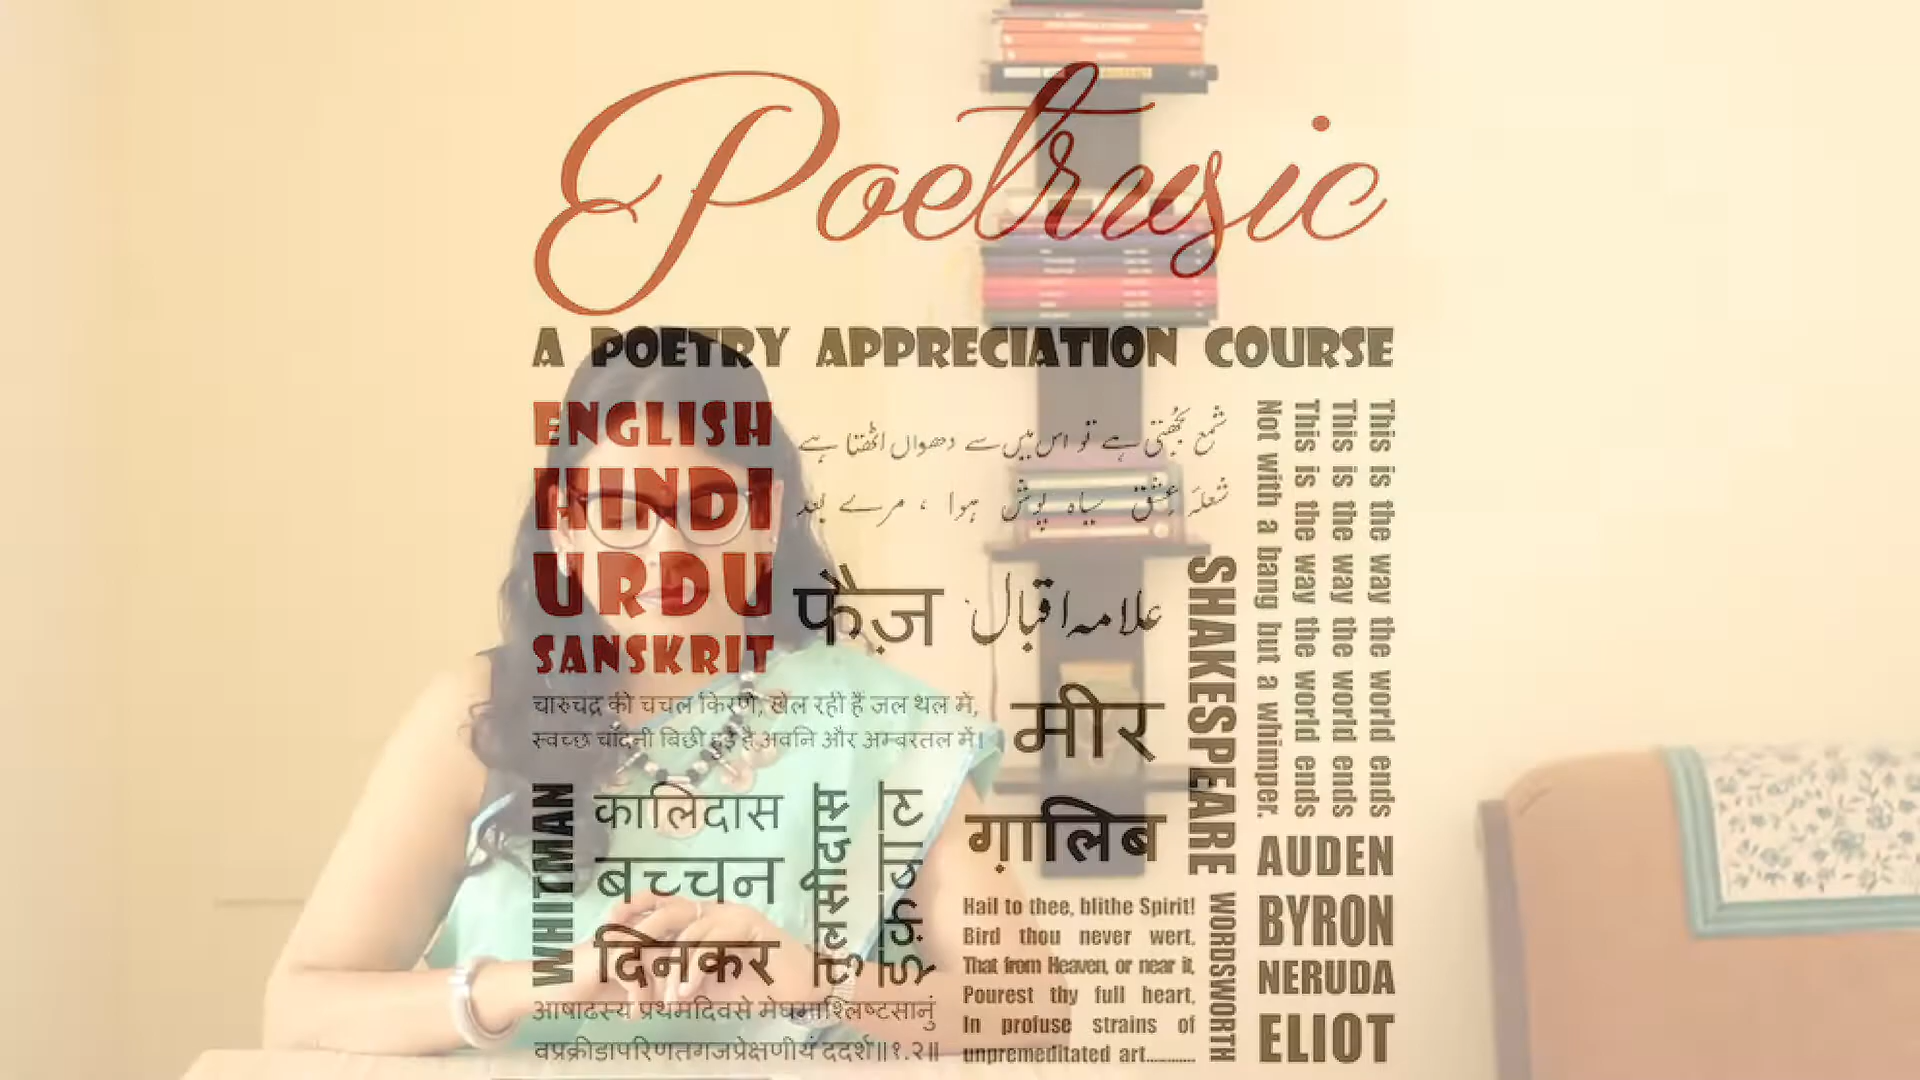 Poetrusic
A POETRY APPRECIATION COURSE
ENGLISH
HINDI
URDU
SANSKRIT
شمع بجھتی ہے تو اس میں سے دھواں اٹھتا ہے
شعلۂ عشق سیاہ پوش ہوا ، مرے بعد
फैज़
علامہ اقبال
चारुचंद्र की चंचल किरणें, खेल रही हैं जल थल में,
स्वच्छ चाँदनी बिछी हुई है अवनि और अम्बरतल में।
मीर
ग़ालिब
WHITMAN
कालिदास
बच्चन
दिनकर
तुलसीदास
इक़बाल
आषाढस्य प्रथमदिवसे मेघमाश्लिष्टसानुं
वप्रक्रीडापरिणतगजप्रेक्षणीयं ददर्श॥१.२॥
Hail to thee, blithe Spirit!
Bird thou never wert,
That from Heaven, or near it,
Pourest thy full heart,
In profuse strains of
unpremeditated art............
SHAKESPEARE
WORDSWORTH
This is the way the world ends
This is the way the world ends
This is the way the world ends
Not with a bang but a whimper.
AUDEN
BYRON
NERUDA
ELIOT